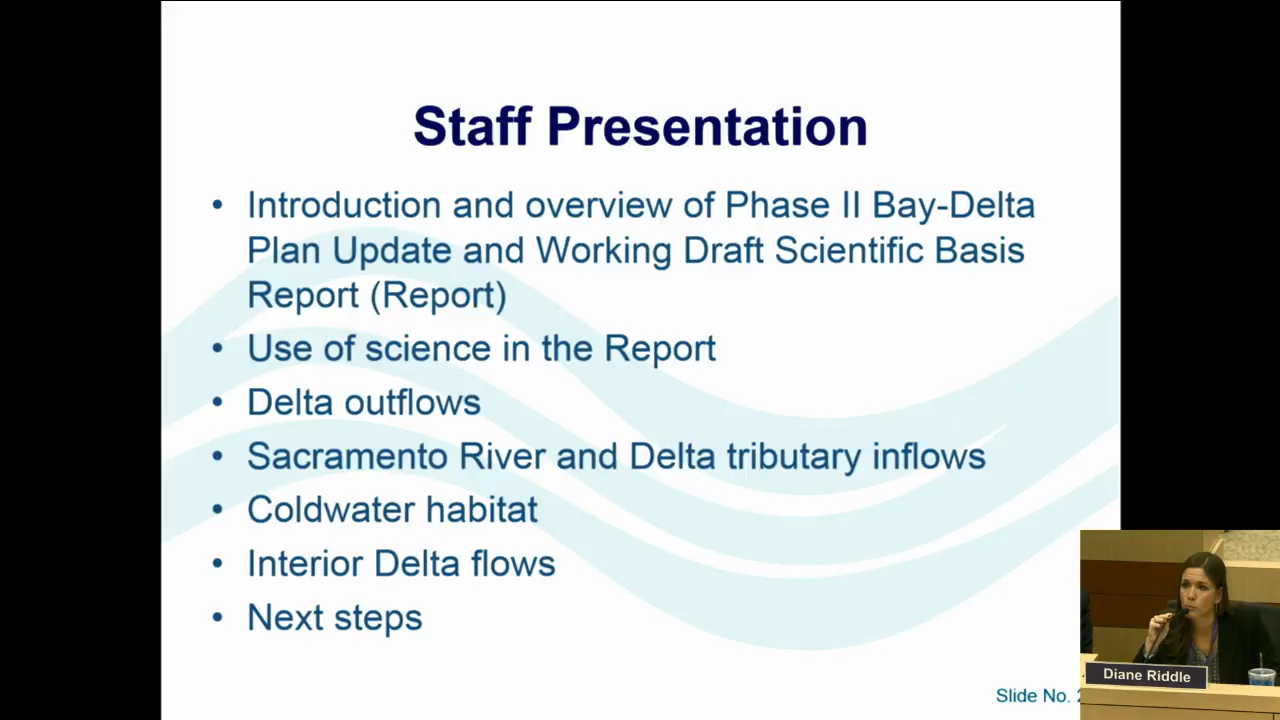 Staff Presentation
• Introduction and overview of Phase II Bay-Delta
Plan Update and Working Draft Scientific Basis
Report (Report)
• Use of science in the Report
• Delta outflows
• Sacramento River and Delta tributary inflows
• Coldwater habitat
• Interior Delta flows
• Next steps
Diane Riddle
Slide No.